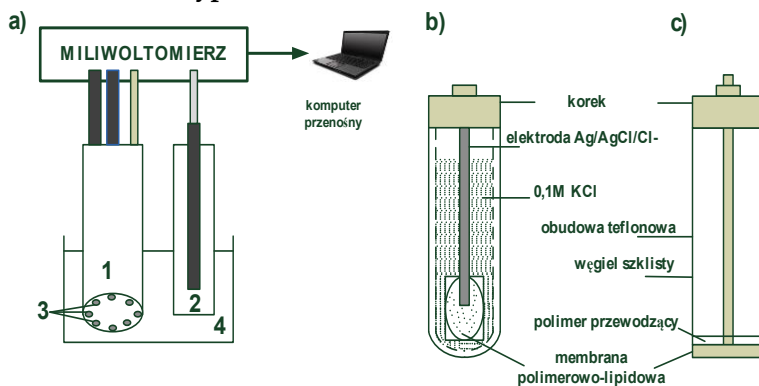 a)
MILIWOLTOMIERZ
komputer
przenośny
1
2
3
4
b)
c)
korek
elektroda Ag/AgCl/Cl-
0,1M KCl
obudowa teflonowa
węgiel szklisty
polimer przewodzący
membrana
polimerowo-lipidowa